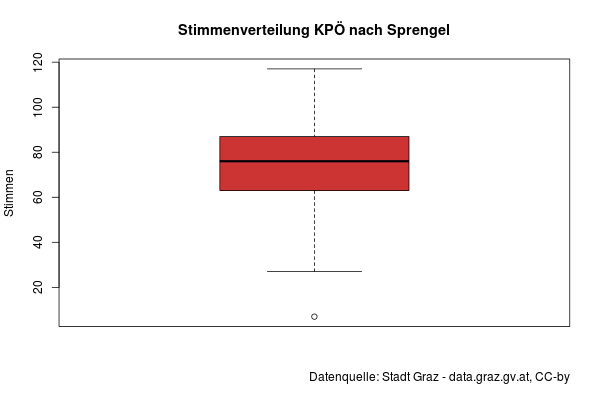 Stimmenverteilung KPÖ nach Sprengel
Stimmen
120
100
80
60
40
20
Datenquelle: Stadt Graz - data.graz.gv.at, CC-by